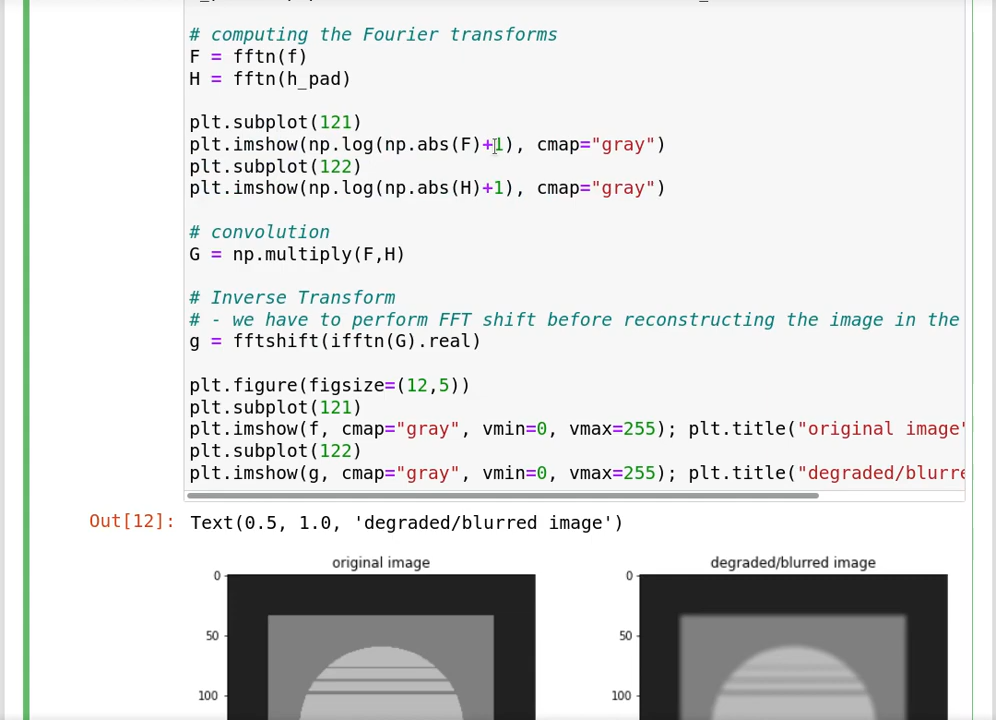 # computing the Fourier transforms
F = fftn(f)
H = fftn(h_pad)
plt.subplot(121)
plt.imshow(np.log(np.abs(F)+1), cmap="gray")
plt.subplot(122)
plt.imshow(np.log(np.abs(H)+1), cmap="gray")
# convolution
G = np.multiply(F,H)
# Inverse Transform
# - we have to perform FFT shift before reconstructing the image in the
g = fftshift(ifftn(G).real)
plt.figure(figsize=(12,5))
plt.subplot(121)
plt.imshow(f, cmap="gray", vmin=0, vmax=255); plt.title("original image"
plt.subplot(122)
plt.imshow(g, cmap="gray", vmin=0, vmax=255); plt.title("degraded/blurre
Out[12]: Text(0.5, 1.0, 'degraded/blurred image')
original image
degraded/blurred image
0
50
100
0
50
100